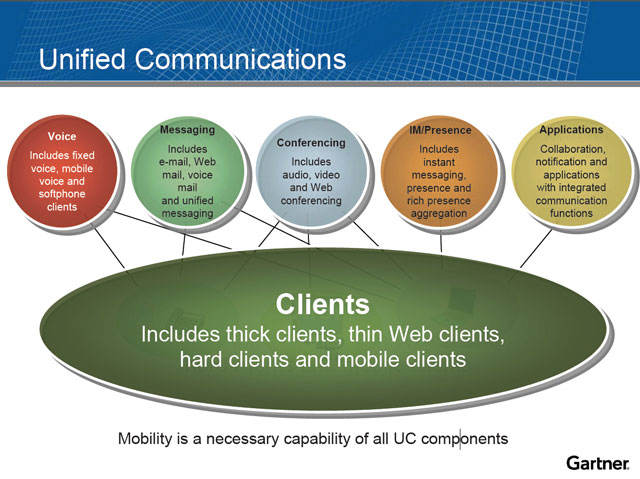 Unified Communications
Voice
Includes fixed
voice, mobile
voice and
softphone
clients
Messaging
Includes
e-mail, Web
mail, voice
mail
and unified
messaging
Conferencing
Includes
audio, video
and Web
conferencing
IM/Presence
Includes
instant
messaging,
presence and
rich presence
aggregation
Applications
Collaboration,
notification and
applications
with integrated
communication
functions
Clients
Includes thick clients, thin Web clients,
hard clients and mobile clients
Mobility is a necessary capability of all UC components
Gartner